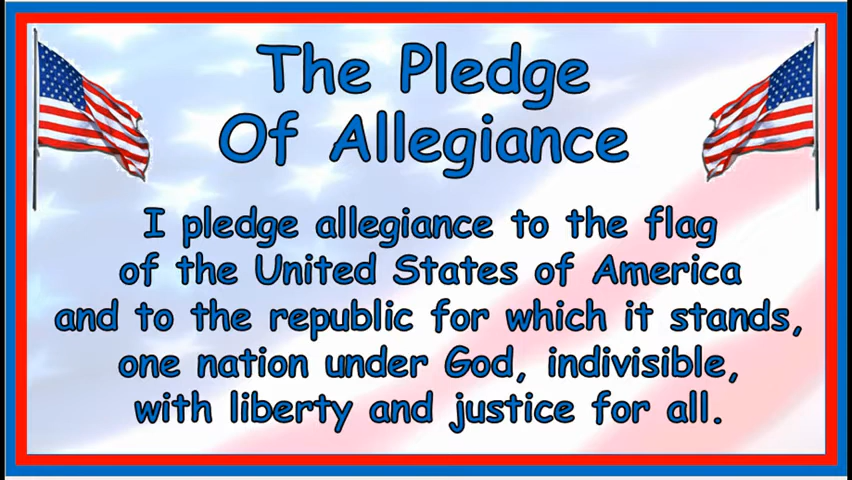 The Pledge
Of Allegiance
I pledge allegiance to the flag
of the United States of America
and to the republic for which it stands,
one nation under God, indivisible,
with liberty and justice for all.